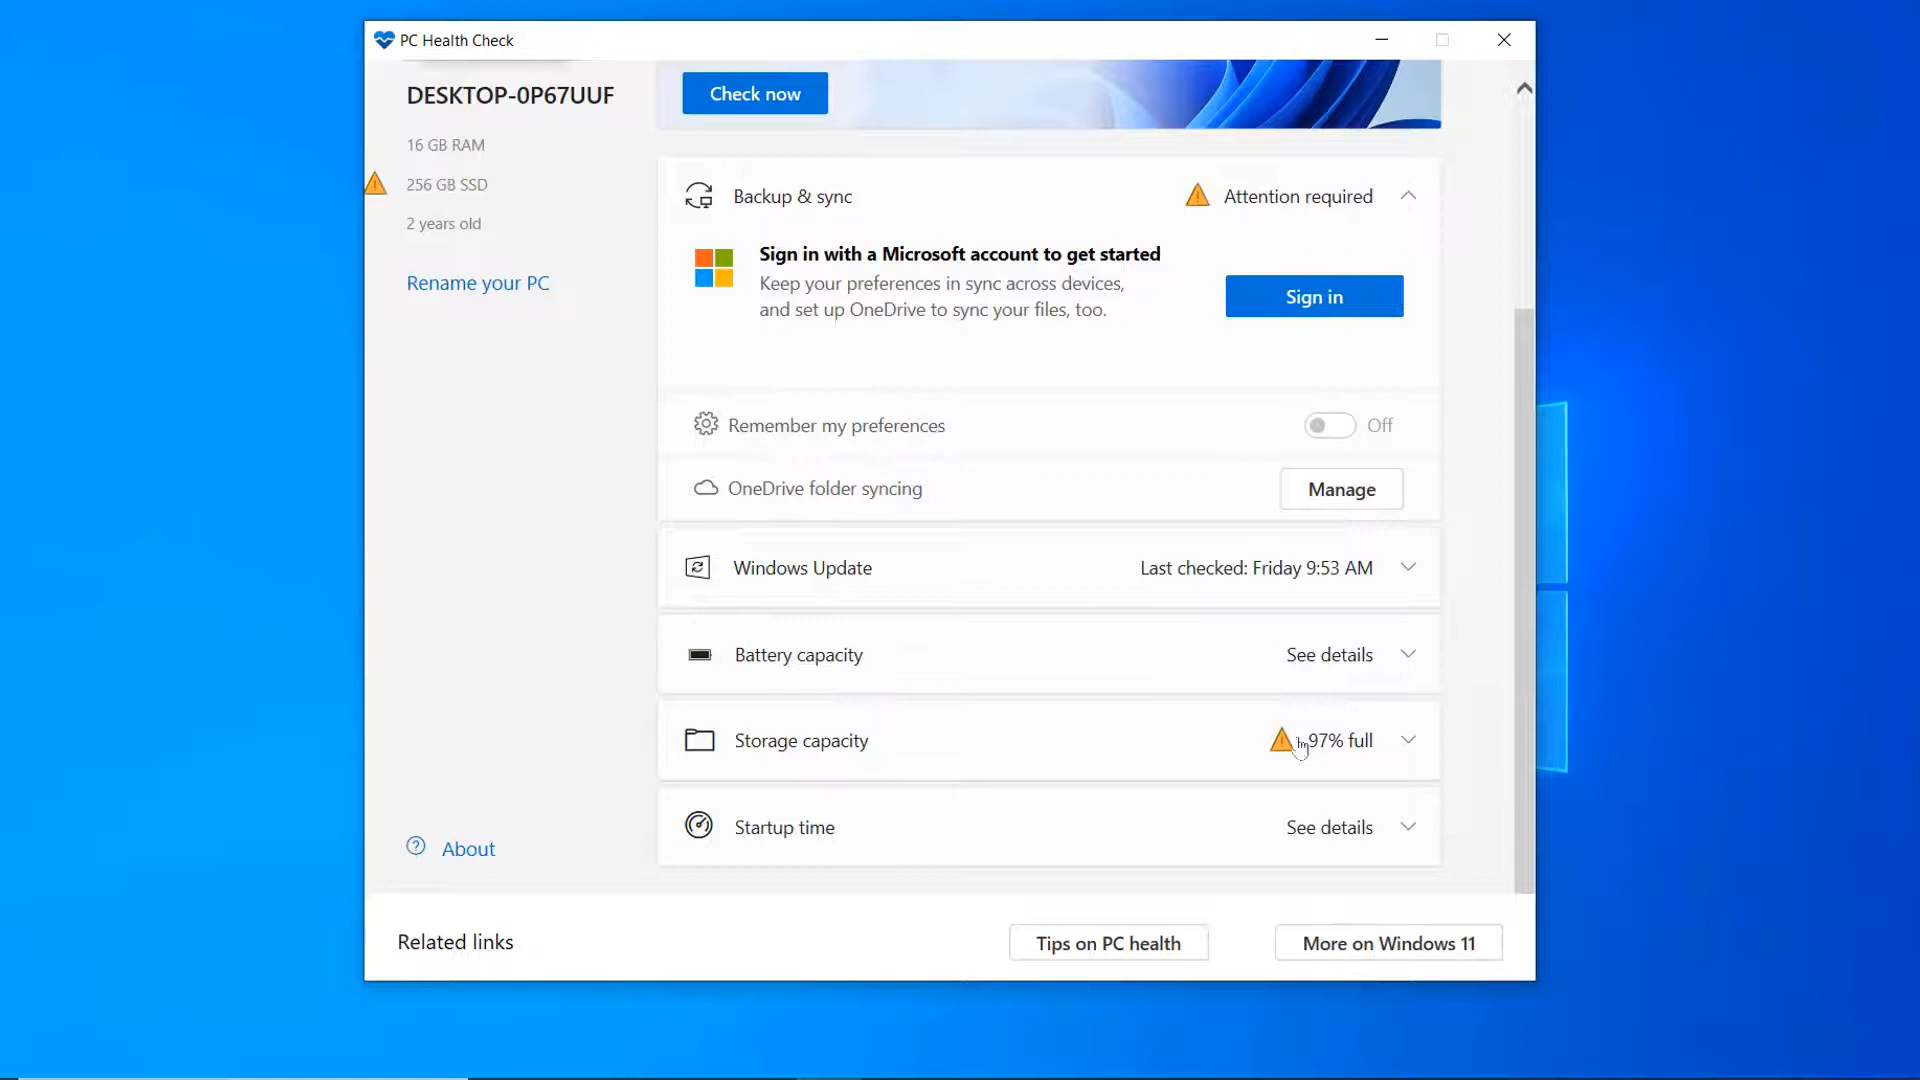 PC Health Check
DESKTOP-0P67UUF
16 GB RAM
256 GB SSD
2 years old
Rename your PC
About
Check now
Backup & sync
Attention required
Sign in with a Microsoft account to get started
Keep your preferences in sync across devices,
and set up OneDrive to sync your files, too.
Sign in
Remember my preferences
Off
OneDrive folder syncing
Manage
Windows Update
Last checked: Friday 9:53 AM
Battery capacity
See details
Storage capacity
97% full
Startup time
See details
Related links
Tips on PC health
More on Windows 11